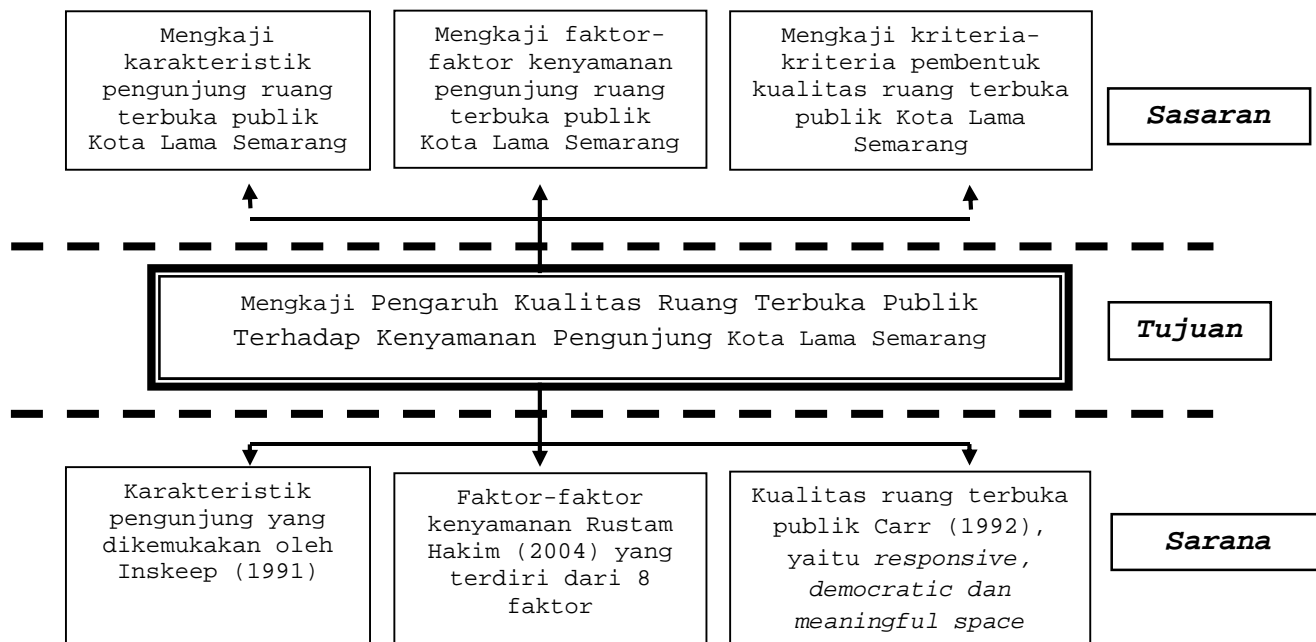 Mengkaji
karakteristik
pengunjung ruang
terbuka publik
Kota Lama Semarang
Mengkaji faktor-
faktor kenyamanan
pengunjung ruang
terbuka publik
Kota Lama Semarang
Mengkaji kriteria-
kriteria pembentuk
kualitas ruang terbuka
publik Kota Lama
Semarang
Sasaran
Mengkaji Pengaruh Kualitas Ruang Terbuka Publik
Terhadap Kenyamanan Pengunjung Kota Lama Semarang
Tujuan
Karakteristik
pengunjung yang
dikemukakan oleh
Inskeep (1991)
Faktor-faktor
kenyamanan Rustam
Hakim (2004) yang
terdiri dari 8
faktor
Kualitas ruang terbuka
publik Carr (1992),
yaitu responsive,
democratic dan
meaningful space
Sarana